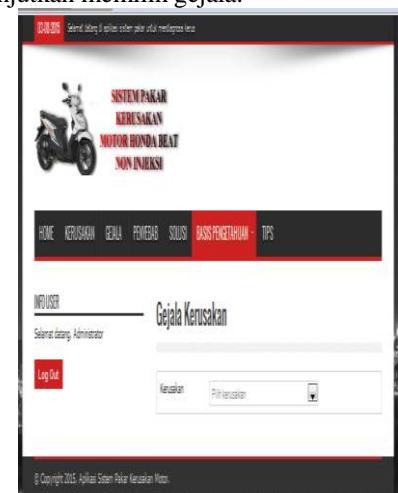 njutkan memilih gejala.
03-08-2015 Selamat datang di aplikasi sistem pakar untuk mendiagnosa kerus
SISTEM PAKAR
KERUSAKAN
MOTOR HONDA BEAT
NON INJEKSI
HOME KERUSAKAN GEJALA PENYEBAB SOLUSI BASIS PENGETAHUAN TIPS
INFO USER
Selamat datang, Administrator
Log Out
Gejala Kerusakan
Kerusakan Pilih kerusakan
© Copyright 2015. Aplikasi Sistem Pakar Kerusakan Motor.